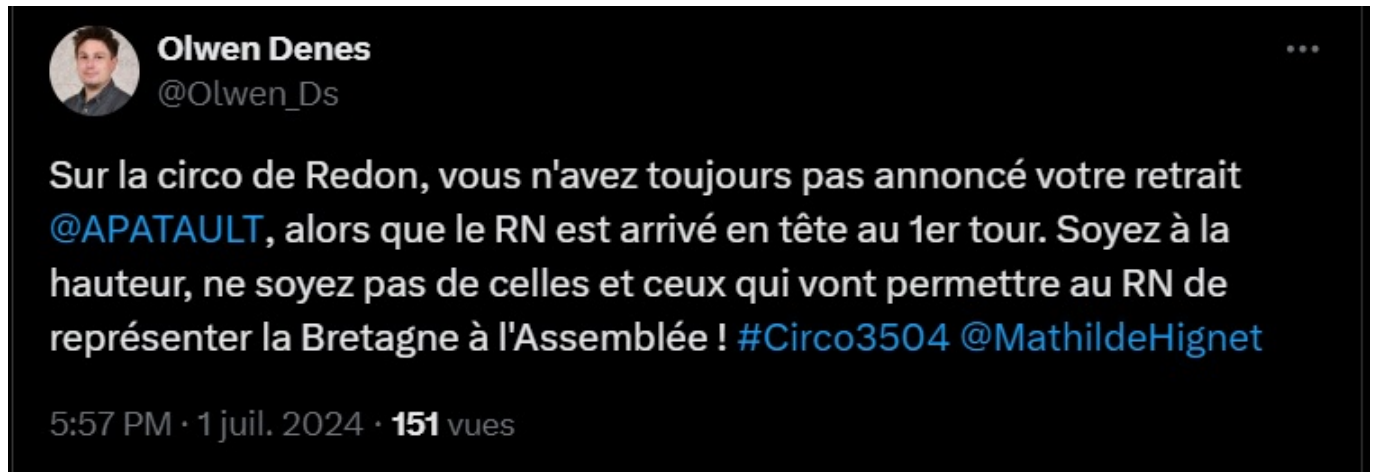 Olwen Denes
@Olwen_Ds
Sur la circo de Redon, vous n'avez toujours pas annoncé votre retrait
@APATAULT, alors que le RN est arrivé en tête au 1er tour. Soyez à la
hauteur, ne soyez pas de celles et ceux qui vont permettre au RN de
représenter la Bretagne à l'Assemblée ! #Circo3504 @MathildeHignet
5:57 PM · 1 juil. 2024 · 151 vues